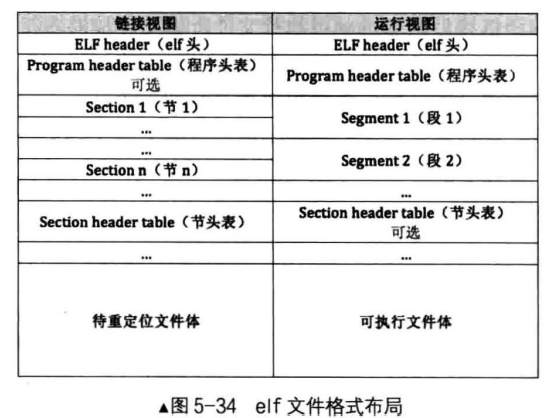 链接视图
运行视图
ELF header（elf 头）
ELF header（elf 头）
Program header table（程序头表）
可选
Program header table（程序头表）
Section 1（节 1）
...
Segment 1（段 1）
...
Section n（节 n）
Segment 2（段 2）
...
...
Section header table（节头表）
Section header table（节头表）
可选
...
...
待重定位文件体
可执行文件体
▲图 5-34 elf 文件格式布局